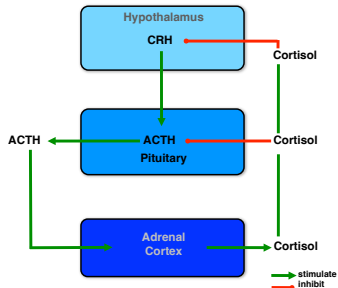 Hypothalamus
CRH
Cortisol
ACTH
ACTH
Cortisol
Pituitary
Adrenal
Cortex
Cortisol
stimulate
inhibit